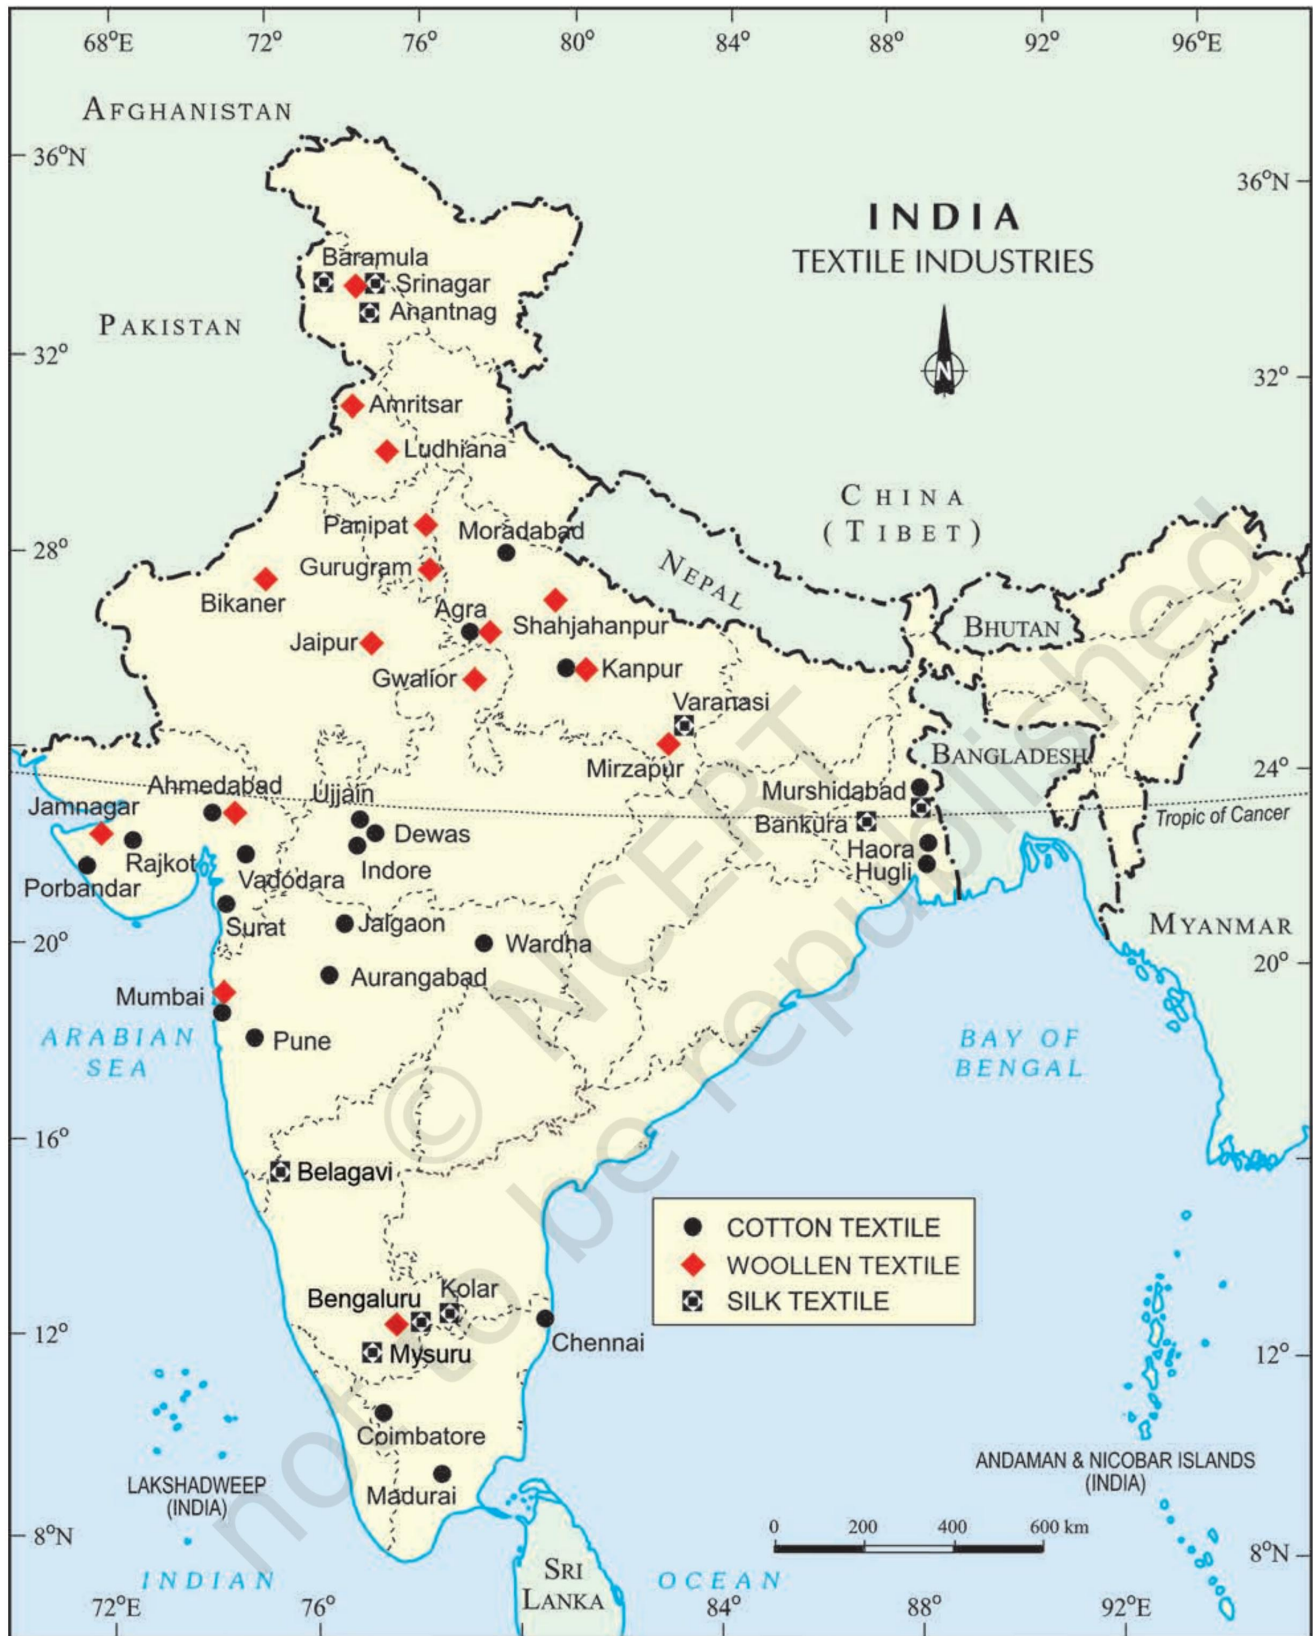 68°E 72° 76° 80° 84° 88° 92° 96°E
AFGHANISTAN
36°N
36°N
INDIA
TEXTILE INDUSTRIES
Baramula
Srinagar
Anantnag
PAKISTAN
32°
N
32°
Amritsar
Ludhiana
CHINA
(TIBET)
Panipat
Moradabad
28°
28°
Gurugram
NEPAL
Bikaner
Agra
Shahjahanpur
BHUTAN
Jaipur
Gwalior
Kanpur
Varanasi
Mirzapur
BANGLADESH
24°
Ahmedabad
Ujjain
Murshidabad
Jamnagar
Tropic of Cancer
Bankura
Dewas
Rajkot
Haora
Indore
Hugli
Vadodara
Porbandar
Surat
Jalgaon
MYANMAR
20°
Wardha
20°
Aurangabad
Mumbai
ARABIAN
SEA
Pune
BAY OF
BENGAL
16°
Belagavi
COTTON TEXTILE
WOOLLEN TEXTILE
SILK TEXTILE
Kolar
Bengaluru
12°
Chennai
Mysuru
12°
Coimbatore
ANDAMAN & NICOBAR ISLANDS
(INDIA)
LAKSHADWEEP
(INDIA)
Madurai
0 200 400 600 km
8°N
8°N
SRI
LANKA
INDIAN OCEAN
72°E 76° 84° 88° 92°E
© NCERT
not to be republished